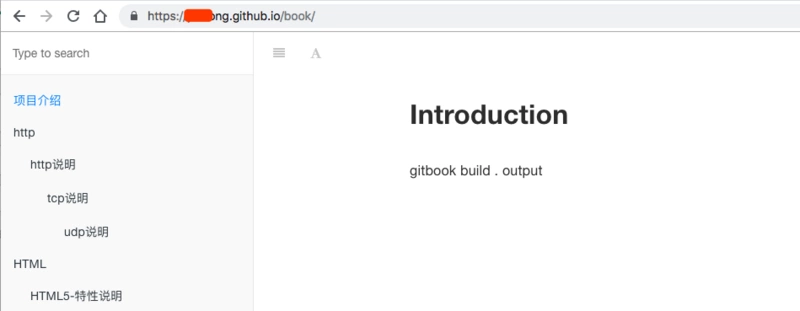 https://ong.github.io/book/
Type to search
A
项目介绍
Introduction
http
http说明
gitbook build . output
tcp说明
udp说明
HTML
HTML5-特性说明